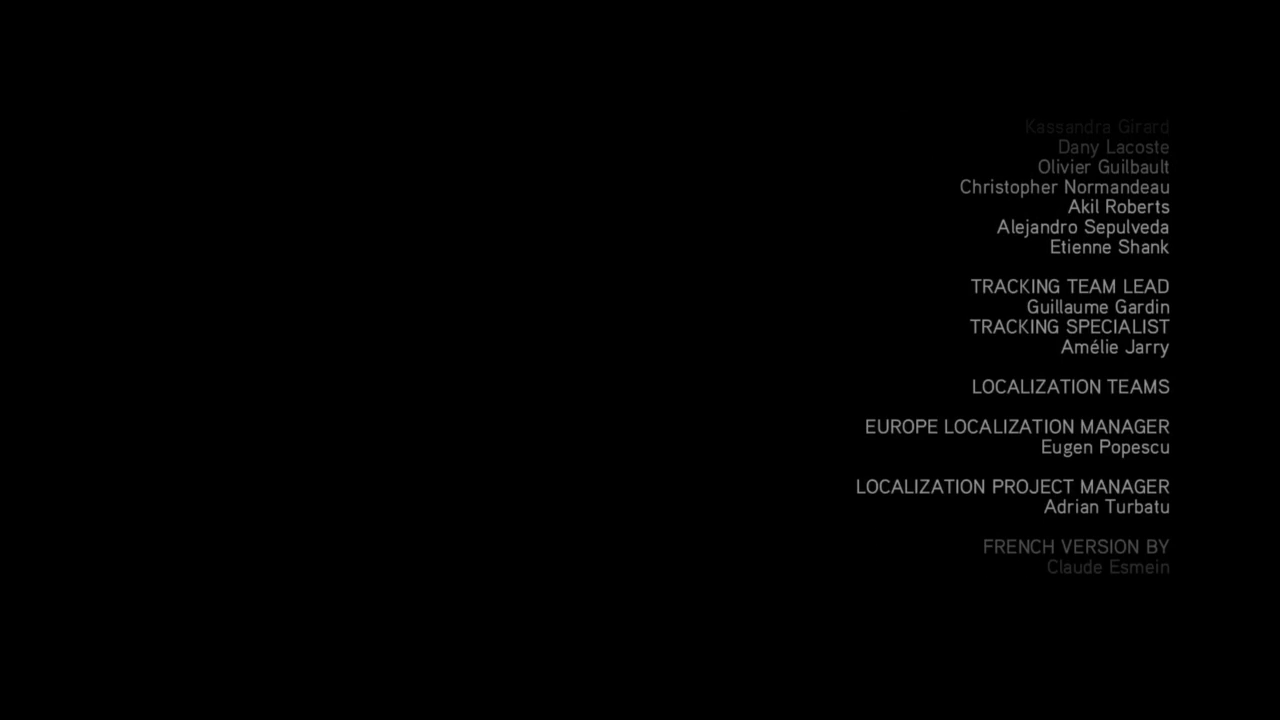 Kassandra Girard
Dany Lacoste
Olivier Guilbault
Christopher Normandeau
Akil Roberts
Alejandro Sepulveda
Etienne Shank
TRACKING TEAM LEAD
Guillaume Gardin
TRACKING SPECIALIST
Amélie Jarry
LOCALIZATION TEAMS
EUROPE LOCALIZATION MANAGER
Eugen Popescu
LOCALIZATION PROJECT MANAGER
Adrian Turbatu
FRENCH VERSION BY
Claude Esmein